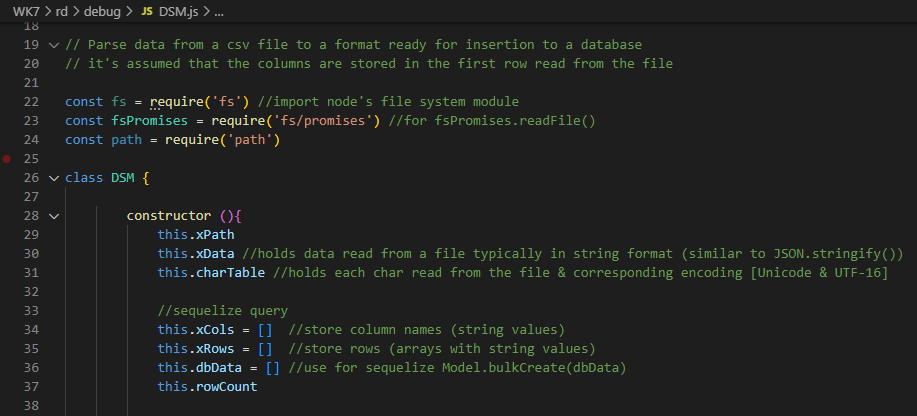 WK7 > rd > debug > JS DSM.js > ...
18
19 // Parse data from a csv file to a format ready for insertion to a database
20 // it's assumed that the columns are stored in the first row read from the file
21
22 const fs = require('fs') //import node's file system module
23 const fsPromises = require('fs/promises') //for fsPromises.readFile()
24 const path = require('path')
25
26 class DSM {
27
28 constructor (){
29 this.xPath
30 this.xData //holds data read from a file typically in string format (similar to JSON.stringify())
31 this.charTable //holds each char read from the file & corresponding encoding [Unicode & UTF-16]
32
33 //sequelize query
34 this.xCols = [] //store column names (string values)
35 this.xRows = [] //store rows (arrays with string values)
36 this.dbData = [] //use for sequelize Model.bulkCreate(dbData)
37 this.rowCount
38